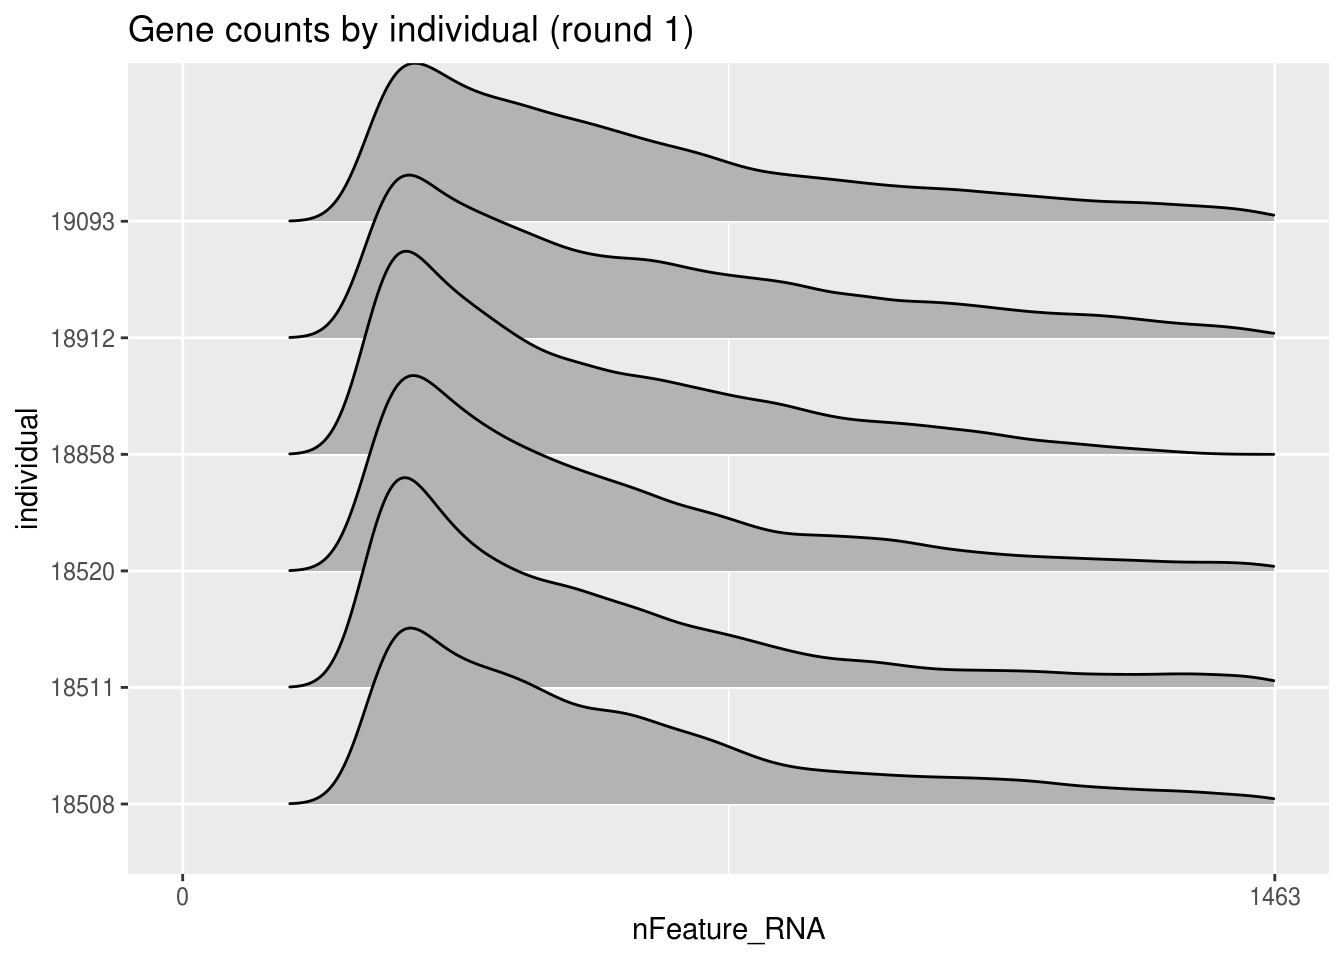 Gene counts by individual (round 1)
19093
18912
18858
18520
18511
18508
individual
0
1463
nFeature_RNA